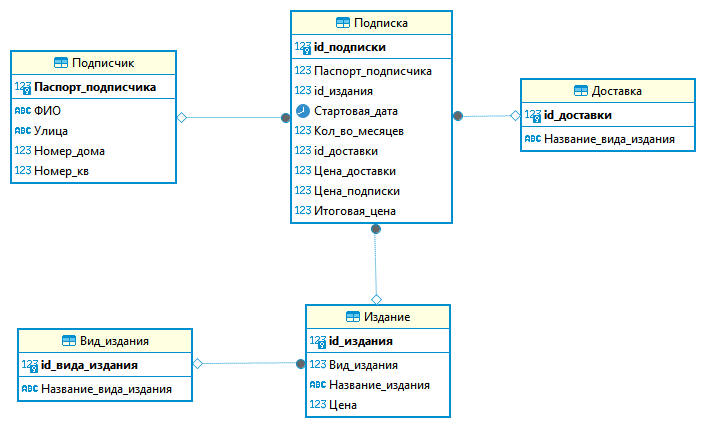 Подписчик
123 Паспорт_подписчика
ABC ФИО
ABC Улица
123 Номер_дома
123 Номер_кв
Подписка
123 id_подписки
123 Паспорт_подписчика
123 id_издания
Стартовая_дата
123 Кол_во_месяцев
123 id_доставки
123 Цена_доставки
123 Цена_подписки
123 Итоговая_цена
Доставка
123 id_доставки
ABC Название_вида_издания
Вид_издания
123 id_вида_издания
ABC Название_вида_издания
Издание
123 id_издания
123 Вид_издания
ABC Название_издания
123 Цена